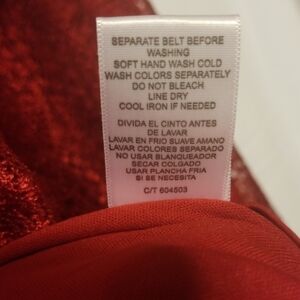 SEPARATE BELT BEFORE
WASHING
SOFT HAND WASH COLD
WASH COLORS SEPARATELY
DO NOT BLEACH
LINE DRY
COOL IRON IF NEEDED
DIVIDA EL CINTO ANTES
DE LAVAR
LAVAR EN FRIO SUAVE AMANO
LAVAR COLORES SEPARADO
NO USAR BLANQUEADOR
SECAR COLGADO
USAR PLANCHA FRIA
SI SE NECESITA
C/T 604503